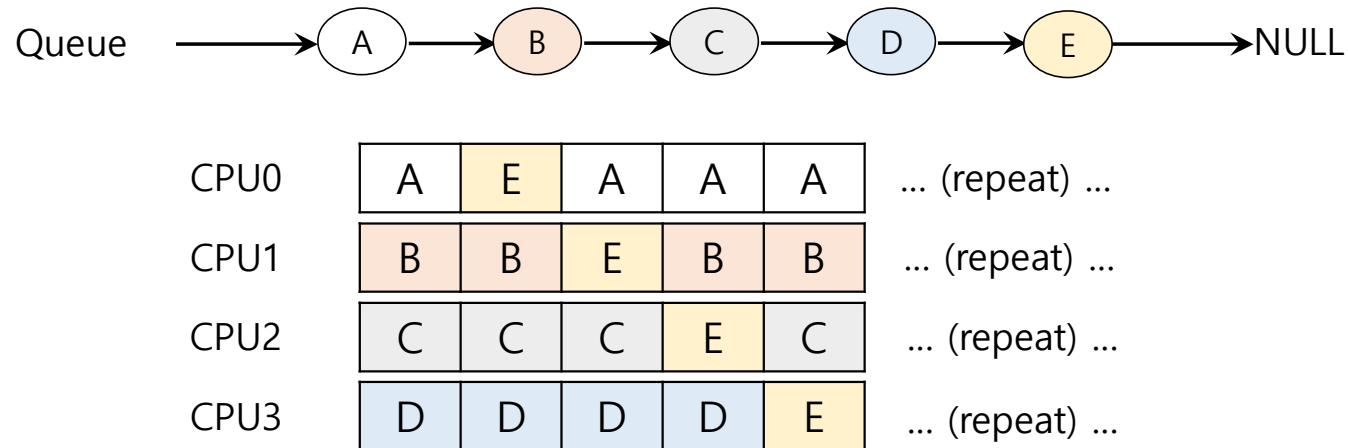 Queue A B C D E NULL
CPU0 A E A A A ... (repeat) ...
CPU1 B B E B B ... (repeat) ...
CPU2 C C C E C ... (repeat) ...
CPU3 D D D D E ... (repeat) ...